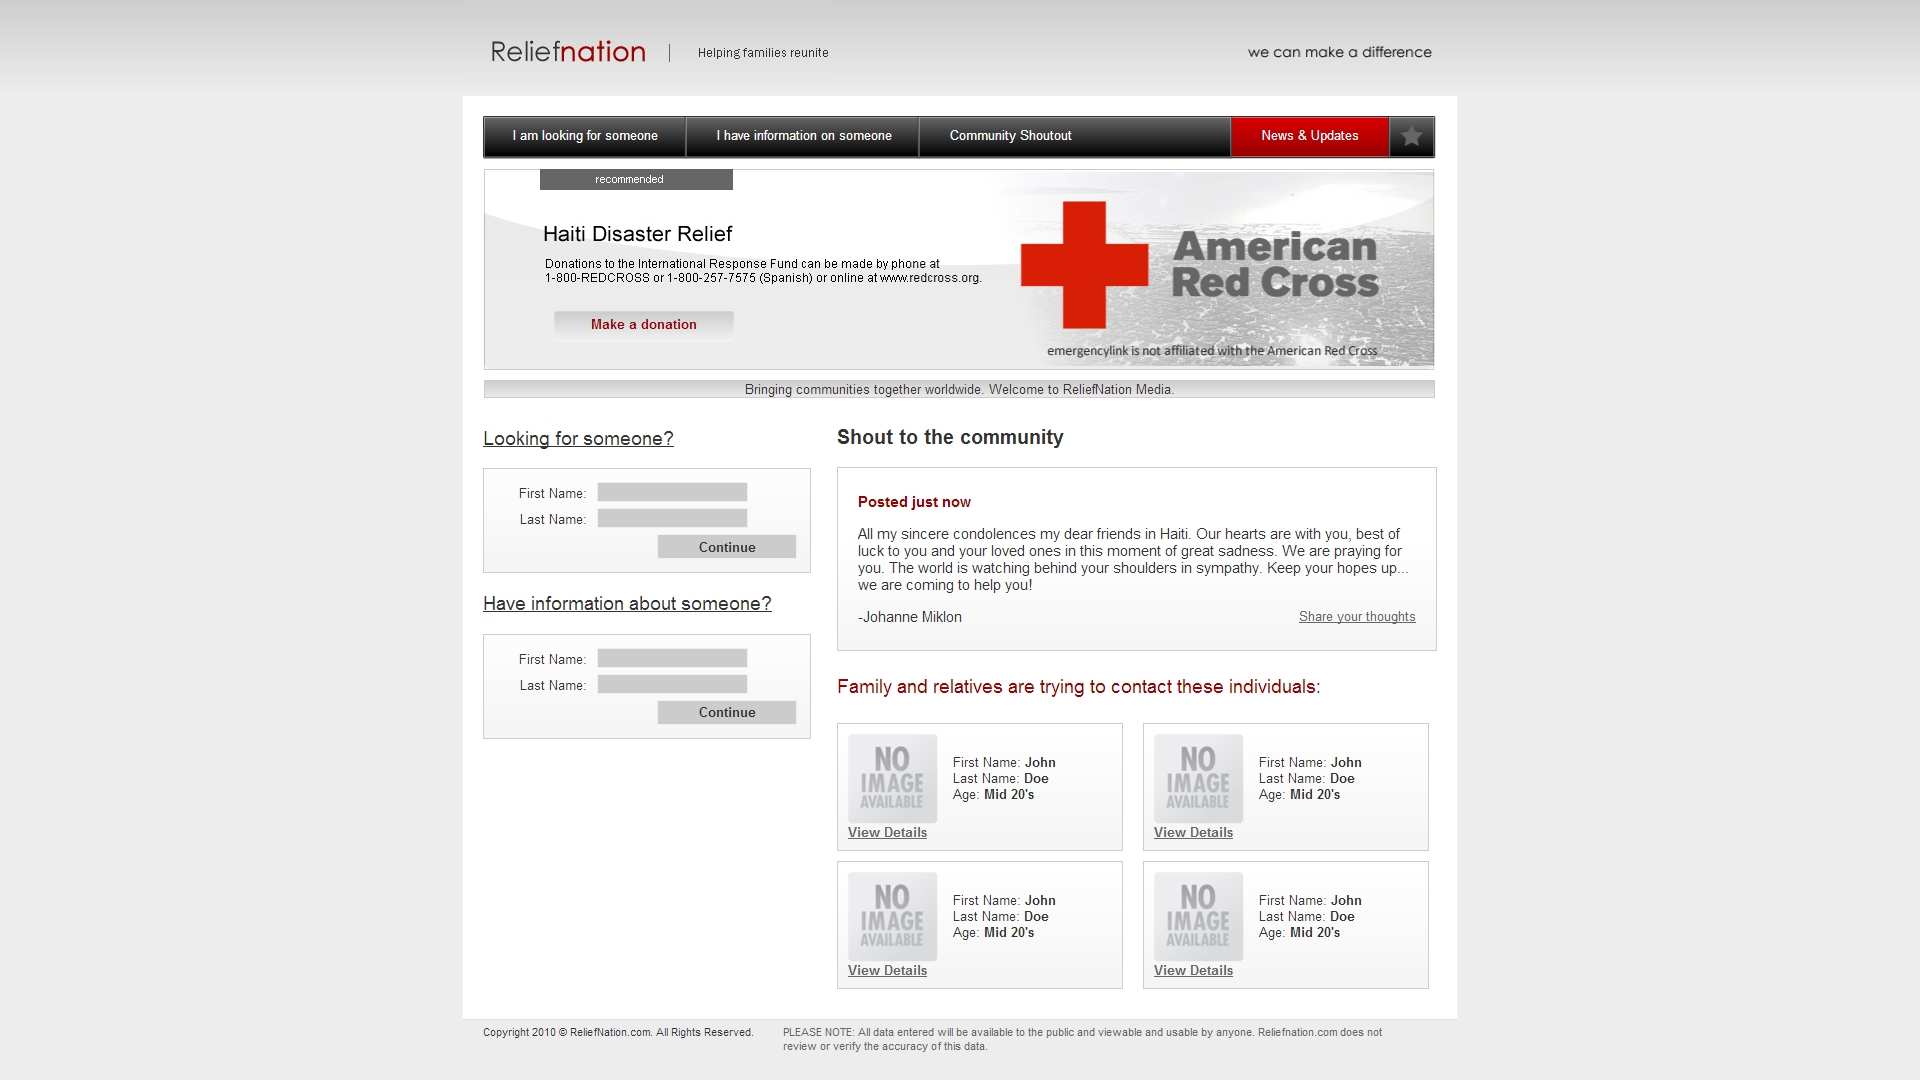 Reliefnation
Helping families reunite
we can make a difference
I am looking for someone
I have information on someone
Community Shoutout
News & Updates
recommended
Haiti Disaster Relief
Donations to the International Response Fund can be made by phone at
1-800-REDCROSS or 1-800-257-7575 (Spanish) or online at www.redcross.org.
Make a donation
American
Red Cross
emergencylink is not affiliated with the American Red Cross
Bringing communities together worldwide. Welcome to ReliefNation Media.
Looking for someone?
First Name:
Last Name:
Continue
Have information about someone?
First Name:
Last Name:
Continue
Shout to the community
Posted just now
All my sincere condolences my dear friends in Haiti. Our hearts are with you, best of
luck to you and your loved ones in this moment of great sadness. We are praying for
you. The world is watching behind your shoulders in sympathy. Keep your hopes up...
we are coming to help you!
-Johanne Miklon
Share your thoughts
Family and relatives are trying to contact these individuals:
NO
IMAGE
AVAILABLE
First Name: John
Last Name: Doe
Age: Mid 20's
View Details
NO
IMAGE
AVAILABLE
First Name: John
Last Name: Doe
Age: Mid 20's
View Details
NO
IMAGE
AVAILABLE
First Name: John
Last Name: Doe
Age: Mid 20's
View Details
NO
IMAGE
AVAILABLE
First Name: John
Last Name: Doe
Age: Mid 20's
View Details
Copyright 2010 © ReliefNation.com. All Rights Reserved.
PLEASE NOTE: All data entered will be available to the public and viewable and usable by anyone. Reliefnation.com does not
review or verify the accuracy of this data.